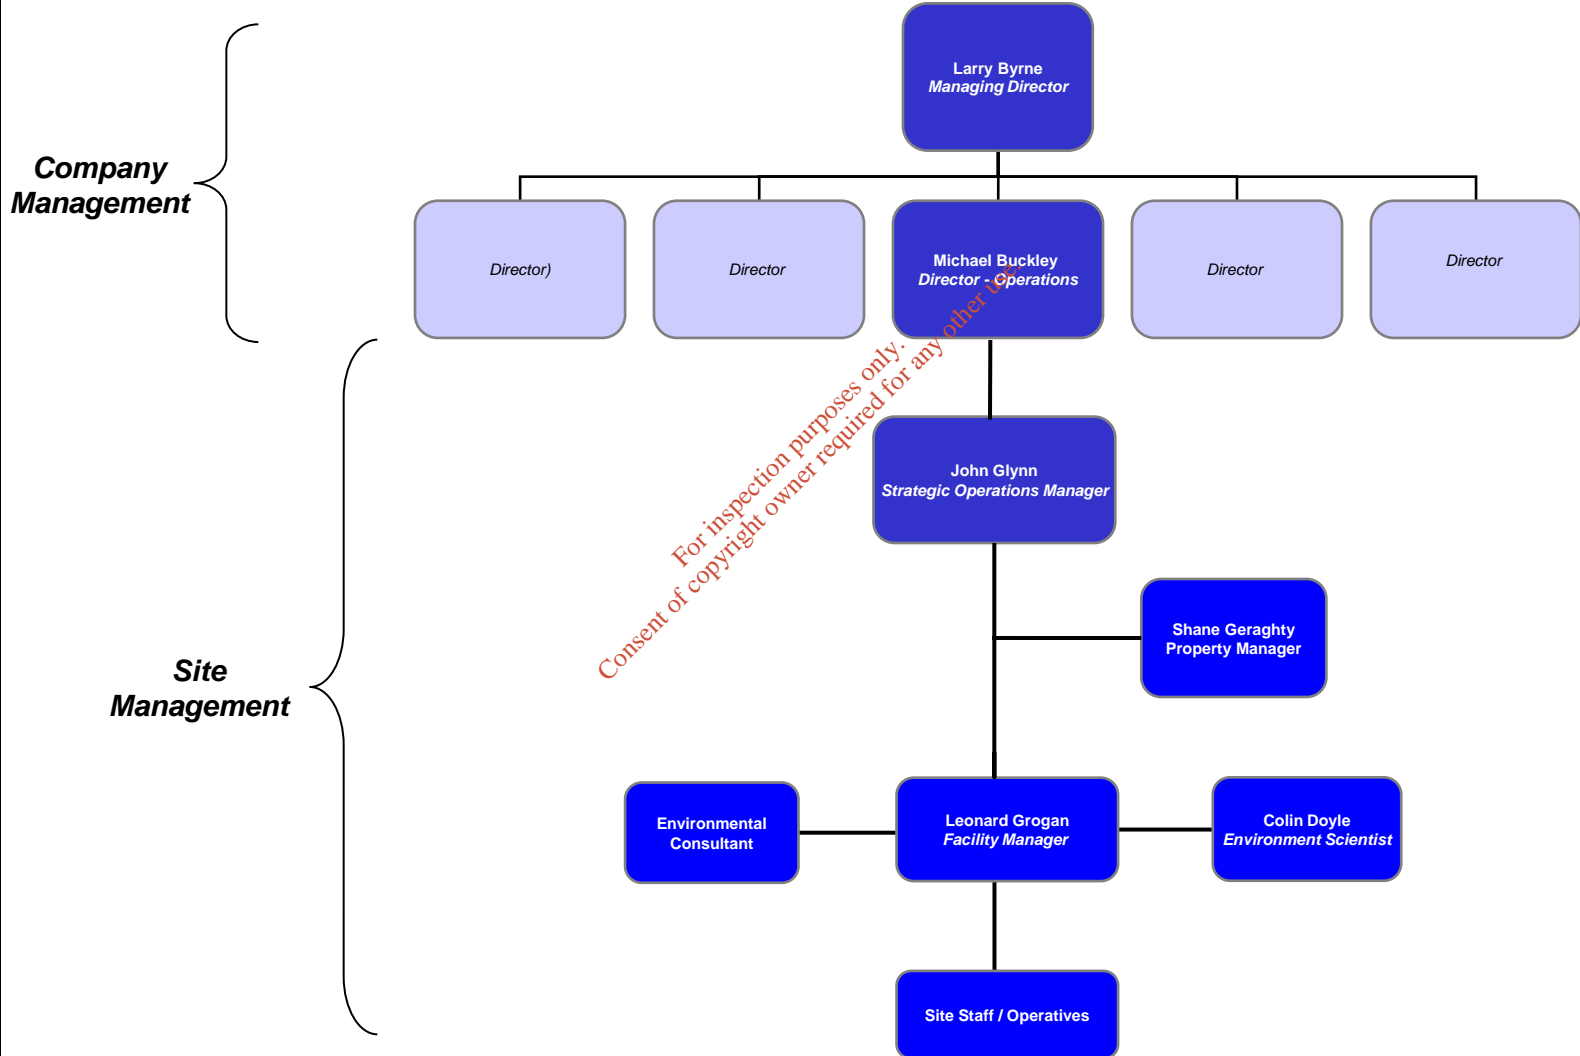 Larry Byrne
Managing Director
Company
Management
Director)
Director
Michael Buckley
Director - Operations
Director
Director
For inspection purposes only.
Consent of copyright owner required for any other use.
John Glynn
Strategic Operations Manager
Shane Geraghty
Property Manager
Site
Management
Environmental
Consultant
Leonard Grogan
Facility Manager
Colin Doyle
Environment Scientist
Site Staff / Operatives